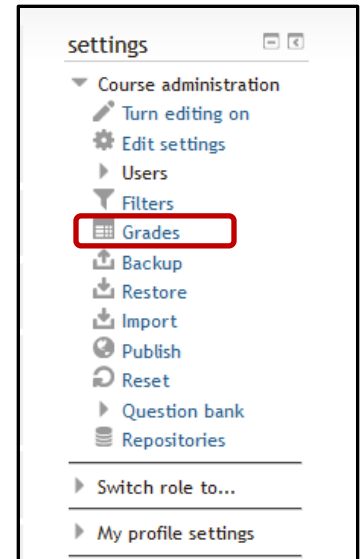 settings
Course administration
Turn editing on
Edit settings
Users
Filters
Grades
Backup
Restore
Import
Publish
Reset
Question bank
Repositories
Switch role to...
My profile settings